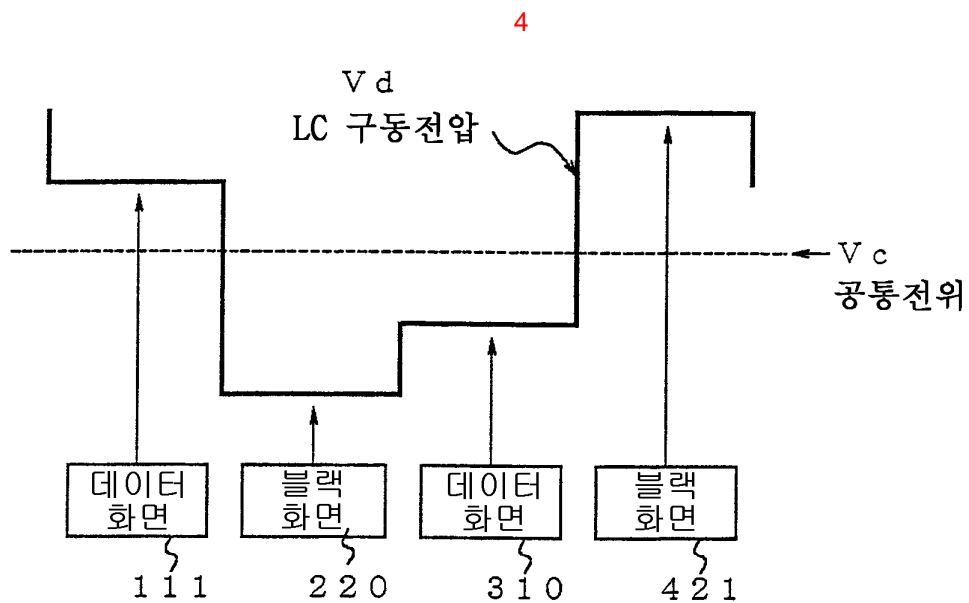 4
V d
LC 구동전압
V c
공통전위
데이터
화면
블랙
화면
데이터
화면
블랙
화면
1 1 1
2 2 0
3 1 0
4 2 1